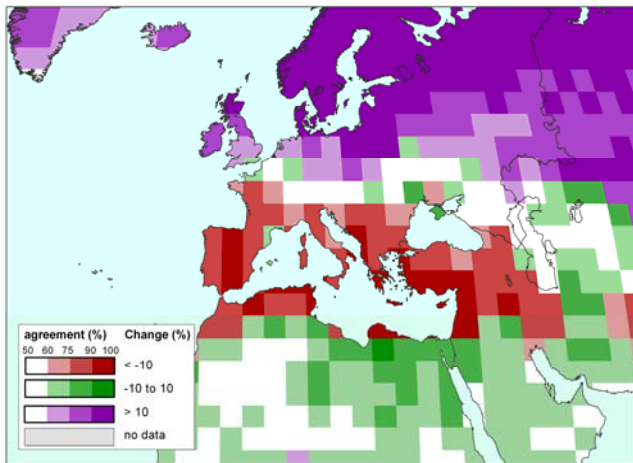 agreement (%) Change (%)
50 60 75 90 100
< -10
-10 to 10
> 10
no data